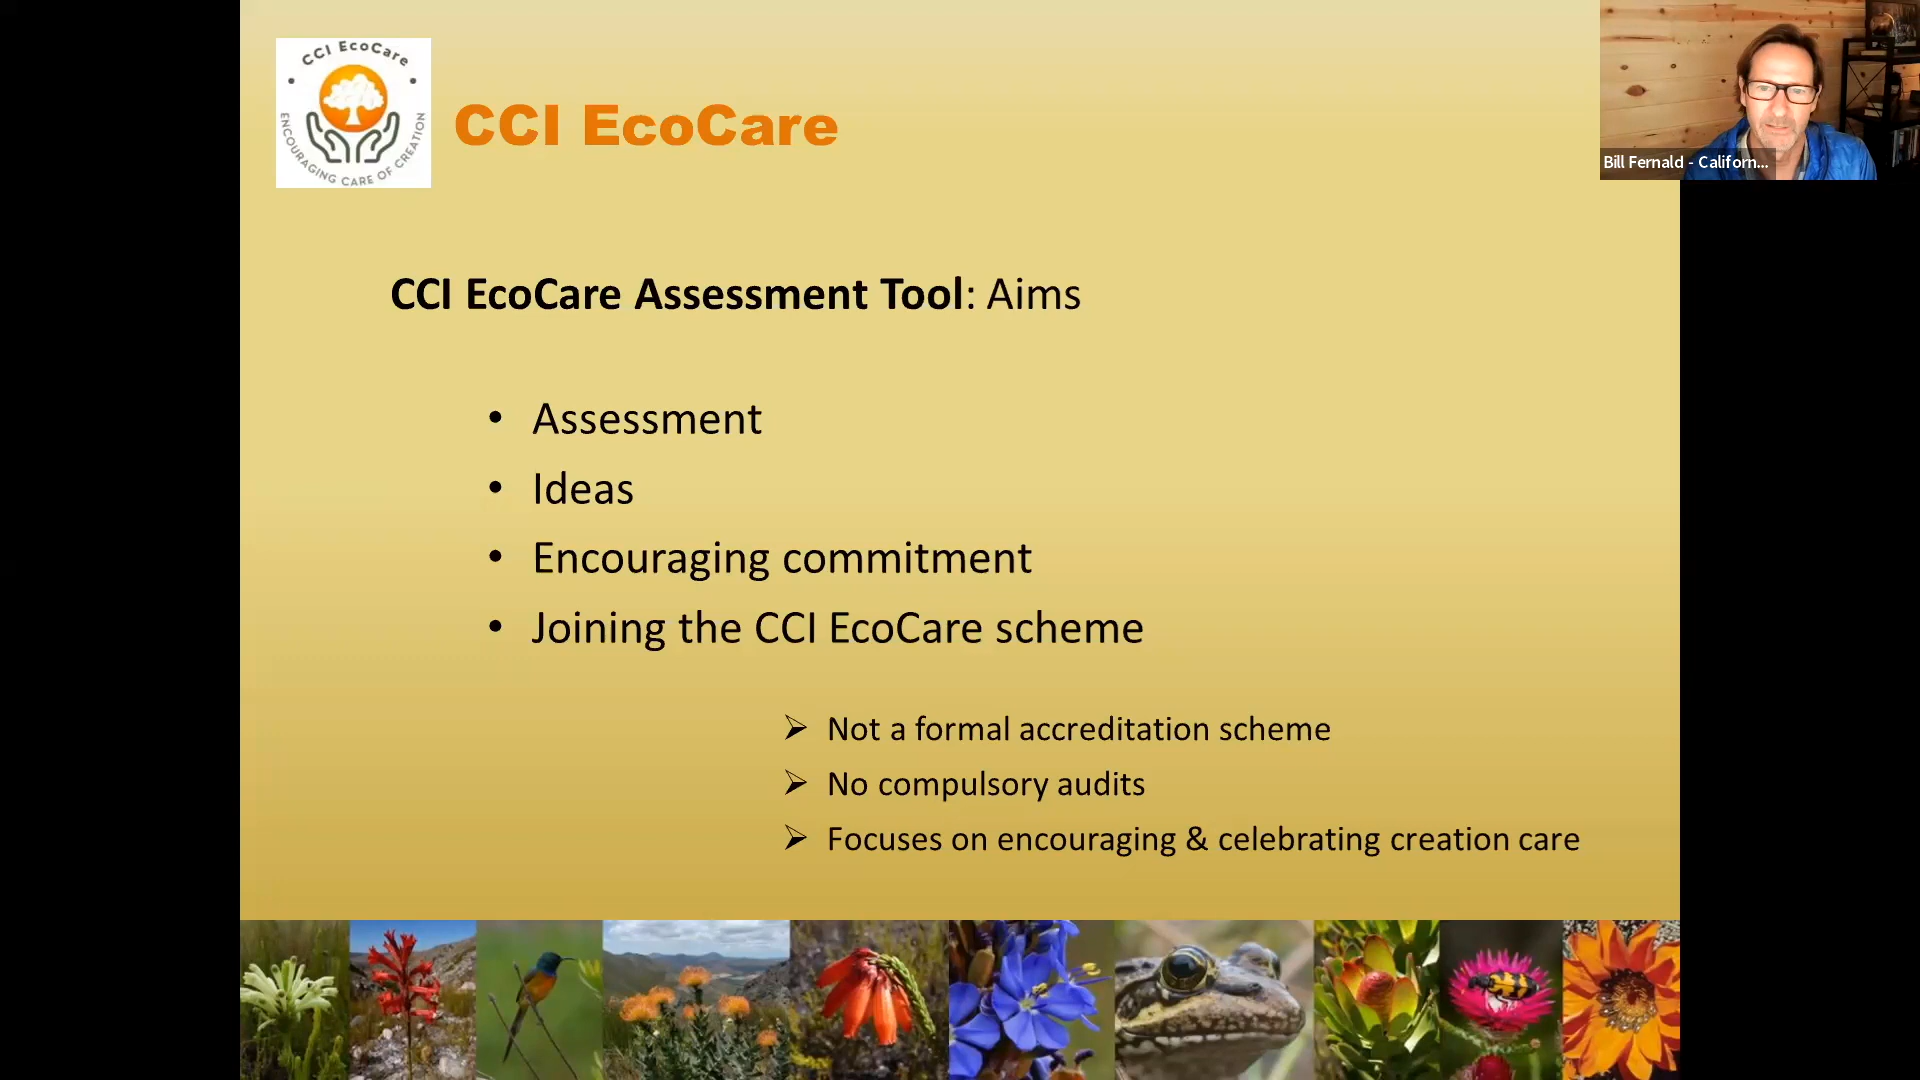 CCI EcoCare
ENCOURAGING CARE OF CREATION
CCI EcoCare
Bill Fernald - Californ...
CCI EcoCare Assessment Tool: Aims
• Assessment
• Ideas
• Encouraging commitment
• Joining the CCI EcoCare scheme
➢ Not a formal accreditation scheme
➢ No compulsory audits
➢ Focuses on encouraging & celebrating creation care